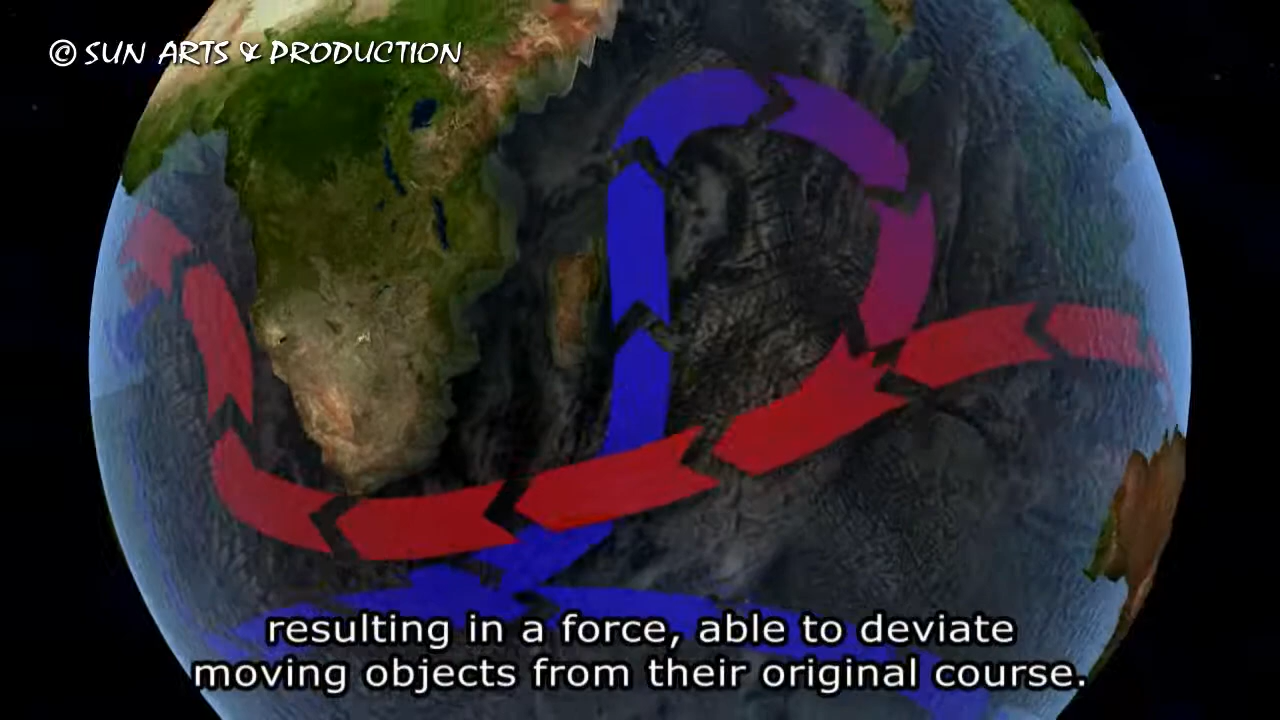 © SUN ARTS & PRODUCTION
resulting in a force, able to deviate
moving objects from their original course.